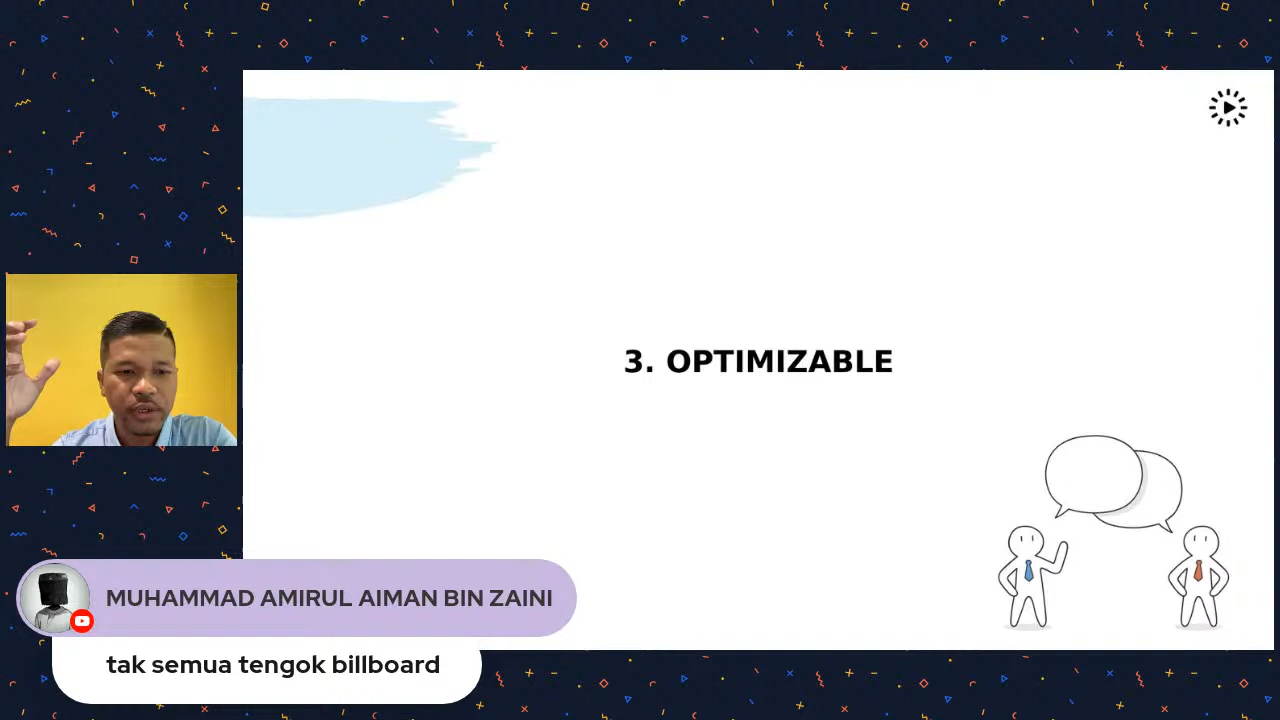 3. OPTIMIZABLE
MUHAMMAD AMIRUL AIMAN BIN ZAINI
tak semua tengok billboard